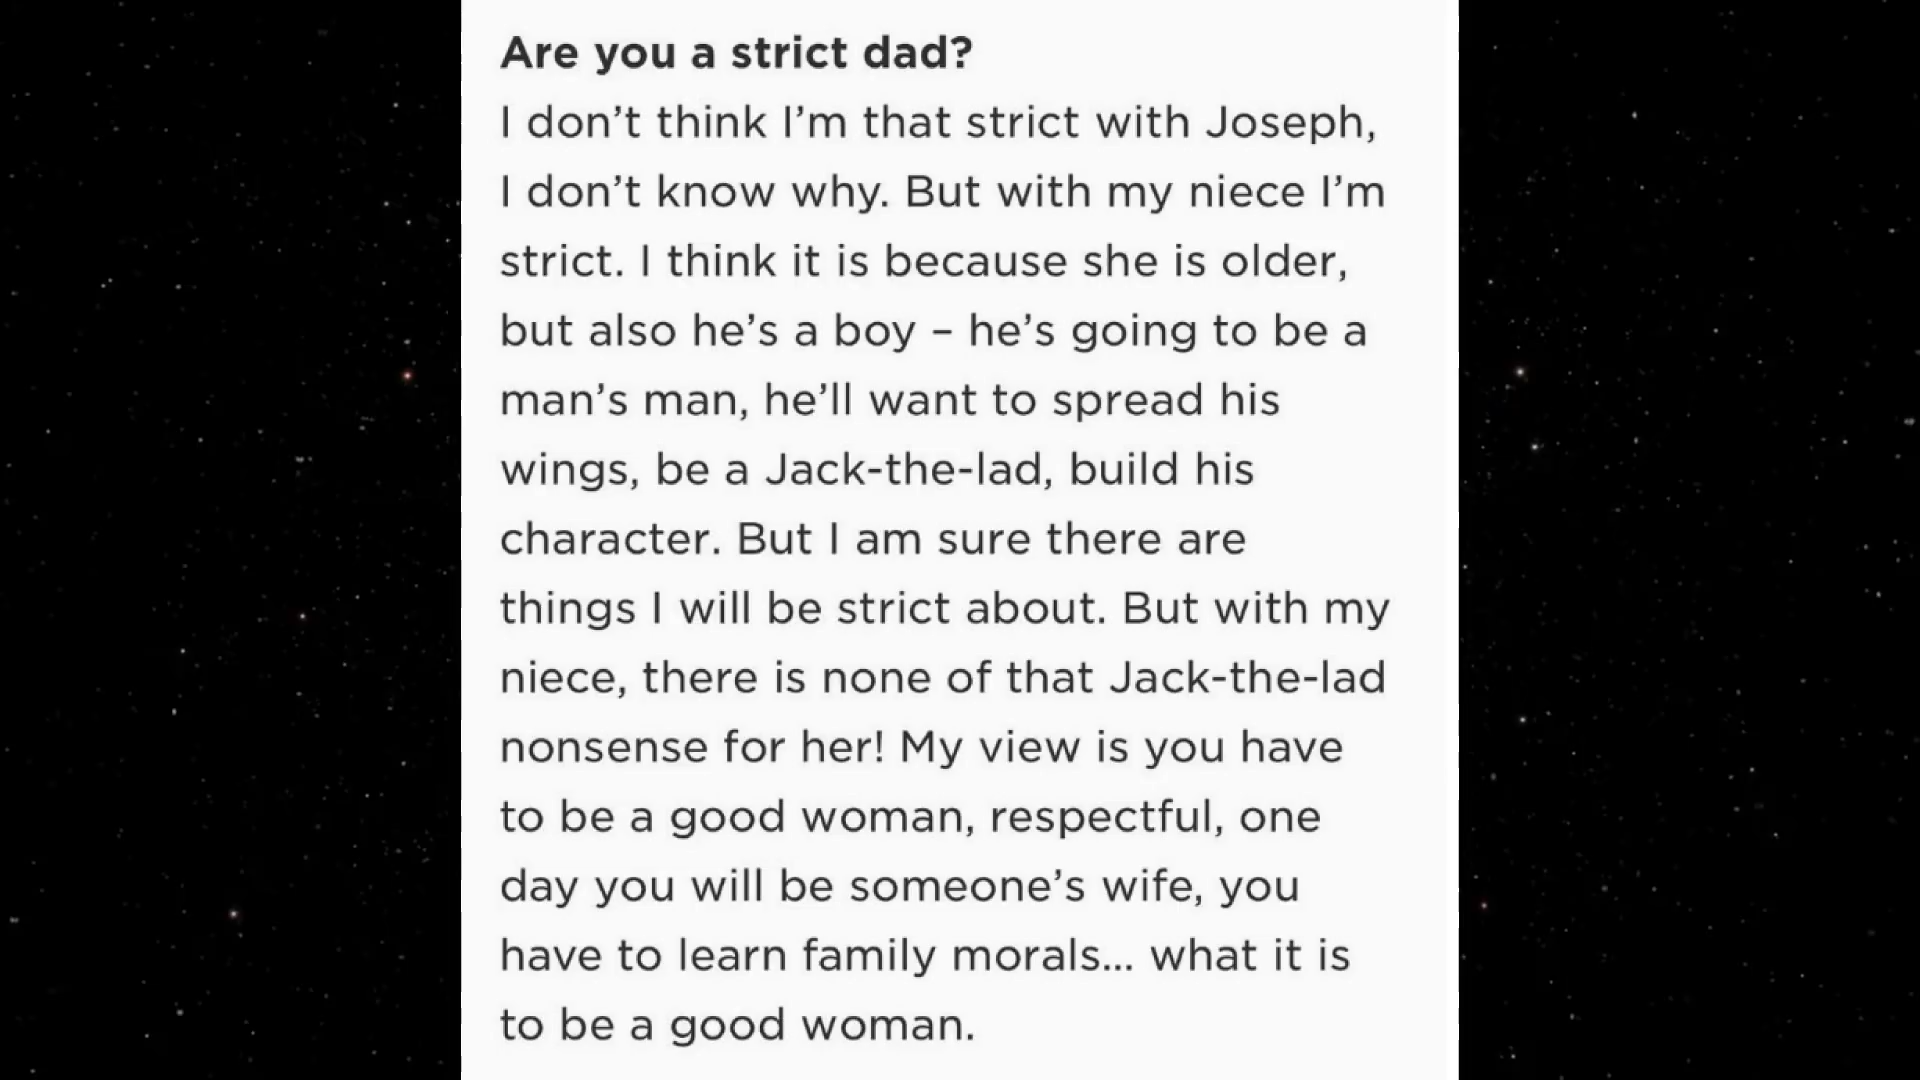 Are you a strict dad?
I don’t think I’m that strict with Joseph,
I don’t know why. But with my niece I’m
strict. I think it is because she is older,
but also he’s a boy – he’s going to be a
man’s man, he’ll want to spread his
wings, be a Jack-the-lad, build his
character. But I am sure there are
things I will be strict about. But with my
niece, there is none of that Jack-the-lad
nonsense for her! My view is you have
to be a good woman, respectful, one
day you will be someone’s wife, you
have to learn family morals... what it is
to be a good woman.